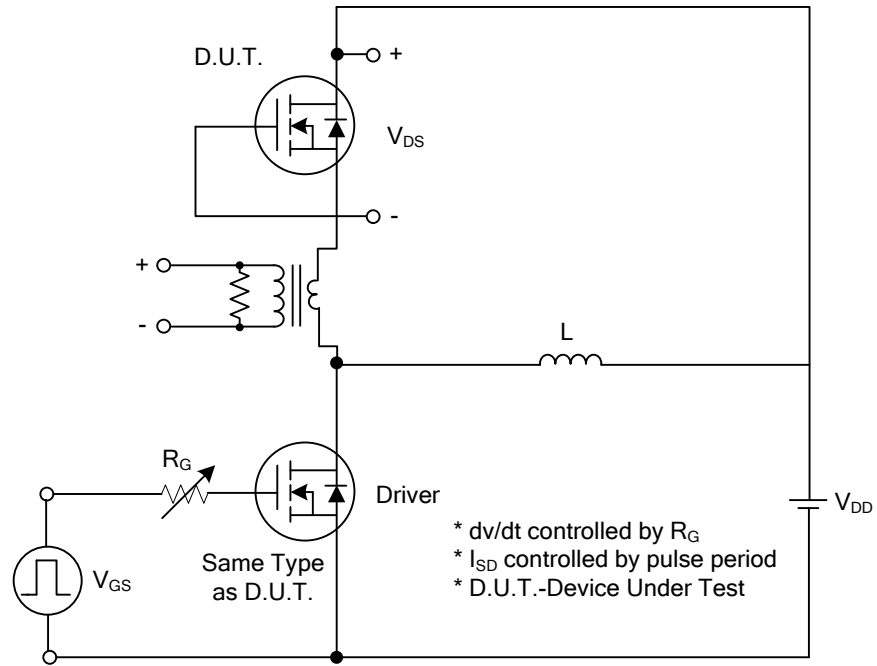 D.U.T.
+
VDS
-
+
-
L
RG
Driver
VDD
VGS
Same Type
as D.U.T.
* dv/dt controlled by RG
* ISD controlled by pulse period
* D.U.T.-Device Under Test